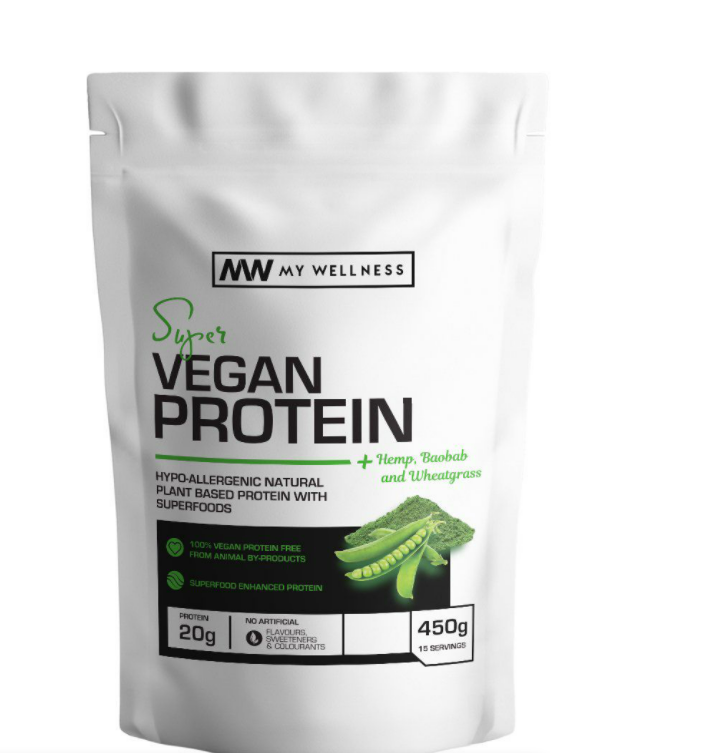 MW MY WELLNESS
Super
VEGAN
PROTEIN
+ Hemp, Baobab
and Wheatgrass
HYPO-ALLERGENIC NATURAL
PLANT BASED PROTEIN WITH
SUPERFOODS
100% VEGAN PROTEIN FREE
FROM ANIMAL BY-PRODUCTS
SUPERFOOD ENHANCED PROTEIN
PROTEIN
20g
NO ARTIFICIAL
FLAVOURS,
SWEETENERS
& COLOURANTS
450g
15 SERVINGS